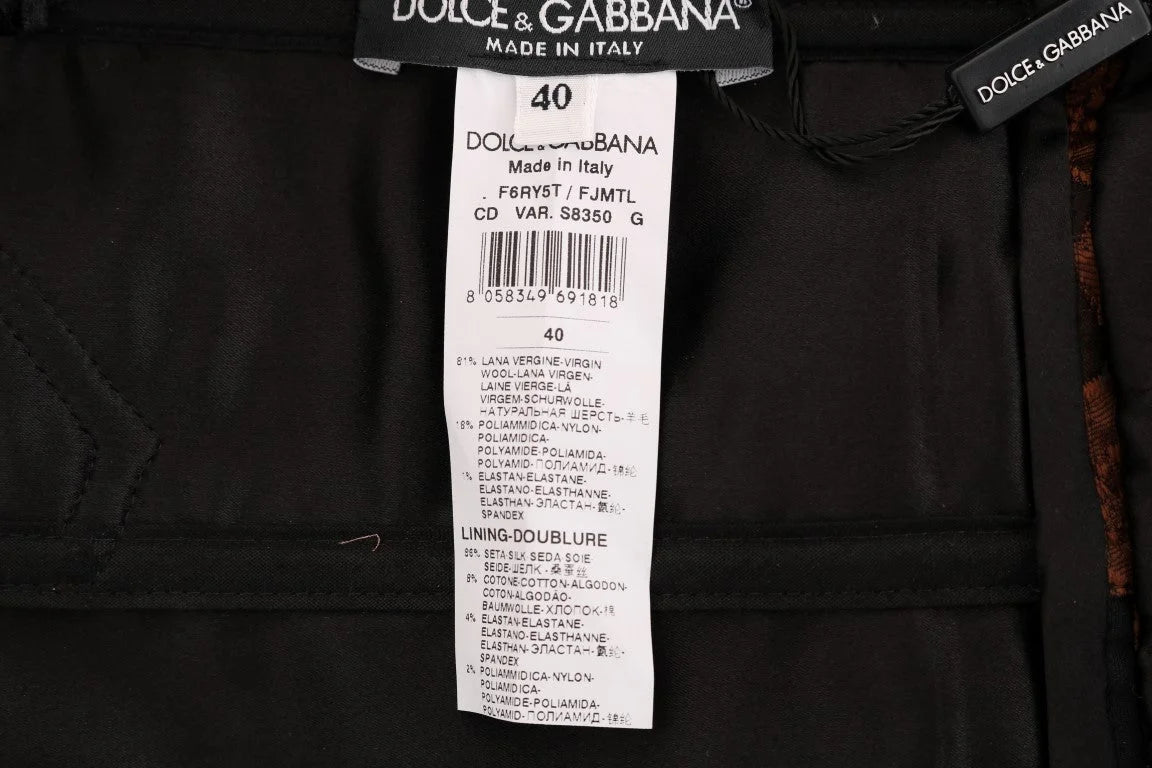 DOLCE & GABBANA®
MADE IN ITALY
DOLCE & GABBANA
40
DOLCE & GABBANA
Made in Italy
. F6RY5T / FJMTL
CD VAR. S8350 G
8 058349 691818
40
81% LANA VERGINE-VIRGIN
WOOL-LANA VIRGEN-
LAINE VIERGE-LÃ
VIRGEM-SCHURWOLLE-
НАТУРАЛЬНАЯ ШЕРСТЬ-羊毛
18% POLIAMMIDICA-NYLON-
POLIAMIDICA-
POLYAMIDE-POLIAMIDA-
POLYAMID-ПОЛИАМИД-锦纶
1% ELASTAN-ELASTANE-
ELASTANO-ELASTHANNE-
ELASTHAN-ЭЛАСТАН-氨纶-
SPANDEX
LINING-DOUBLURE
86% SETA-SILK SEDA SOIE
SEIDE-ШЕЛК-桑蚕丝
8% COTONE-COTTON-ALGODON-
COTON-ALGODÃO-
BAUMWOLLE-ХЛОПОК-棉
4% ELASTAN-ELASTANE-
ELASTANO-ELASTHANNE-
ELASTHAN-ЭЛАСТАН-氨纶-
SPANDEX
2% POLIAMMIDICA-NYLON-
POLIAMIDICA-
POLYAMIDE-POLIAMIDA-
POLYAMID-ПОЛИАМИД-锦纶